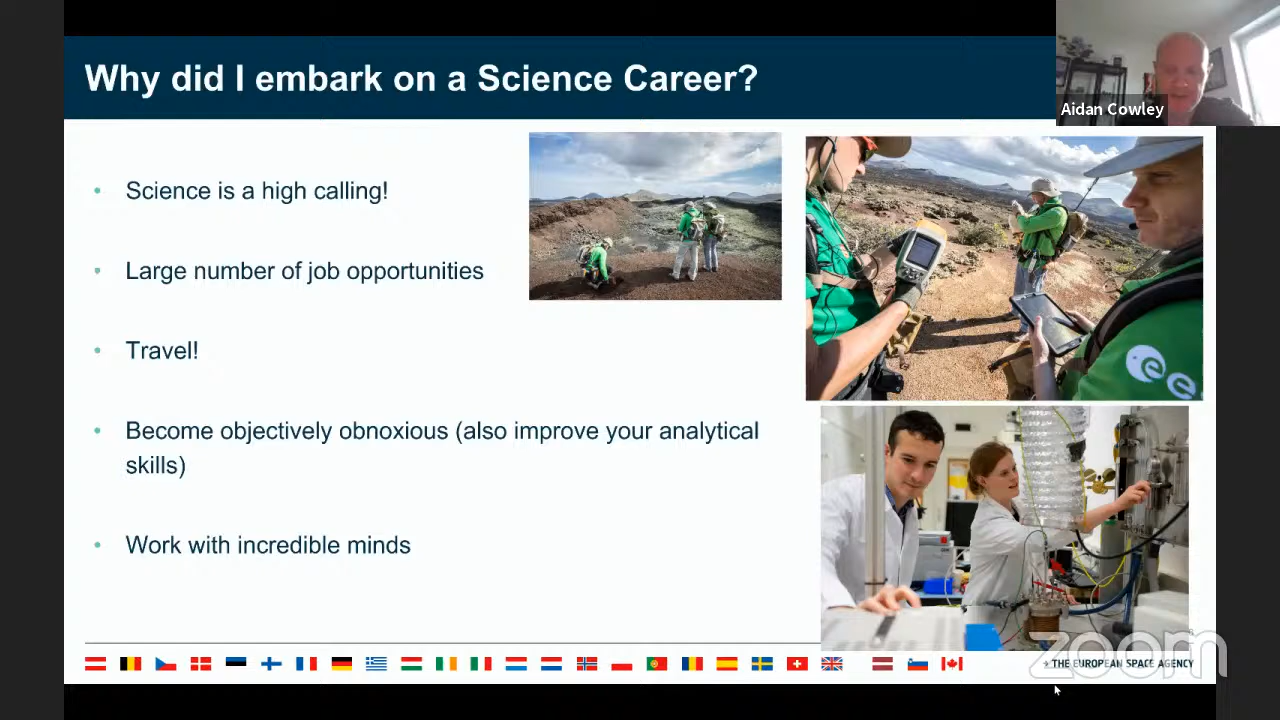 Why did I embark on a Science Career?
Aidan Cowley
• Science is a high calling!
• Large number of job opportunities
• Travel!
• Become objectively obnoxious (also improve your analytical
skills)
• Work with incredible minds
THE EUROPEAN SPACE AGENCY
zoom